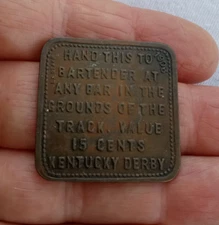 HAND THIS TO
BARTENDER AT
ANY BAR IN THE
GROUNDS OF THE
TRACK. VALUE
15 CENTS
KENTUCKY DERBY